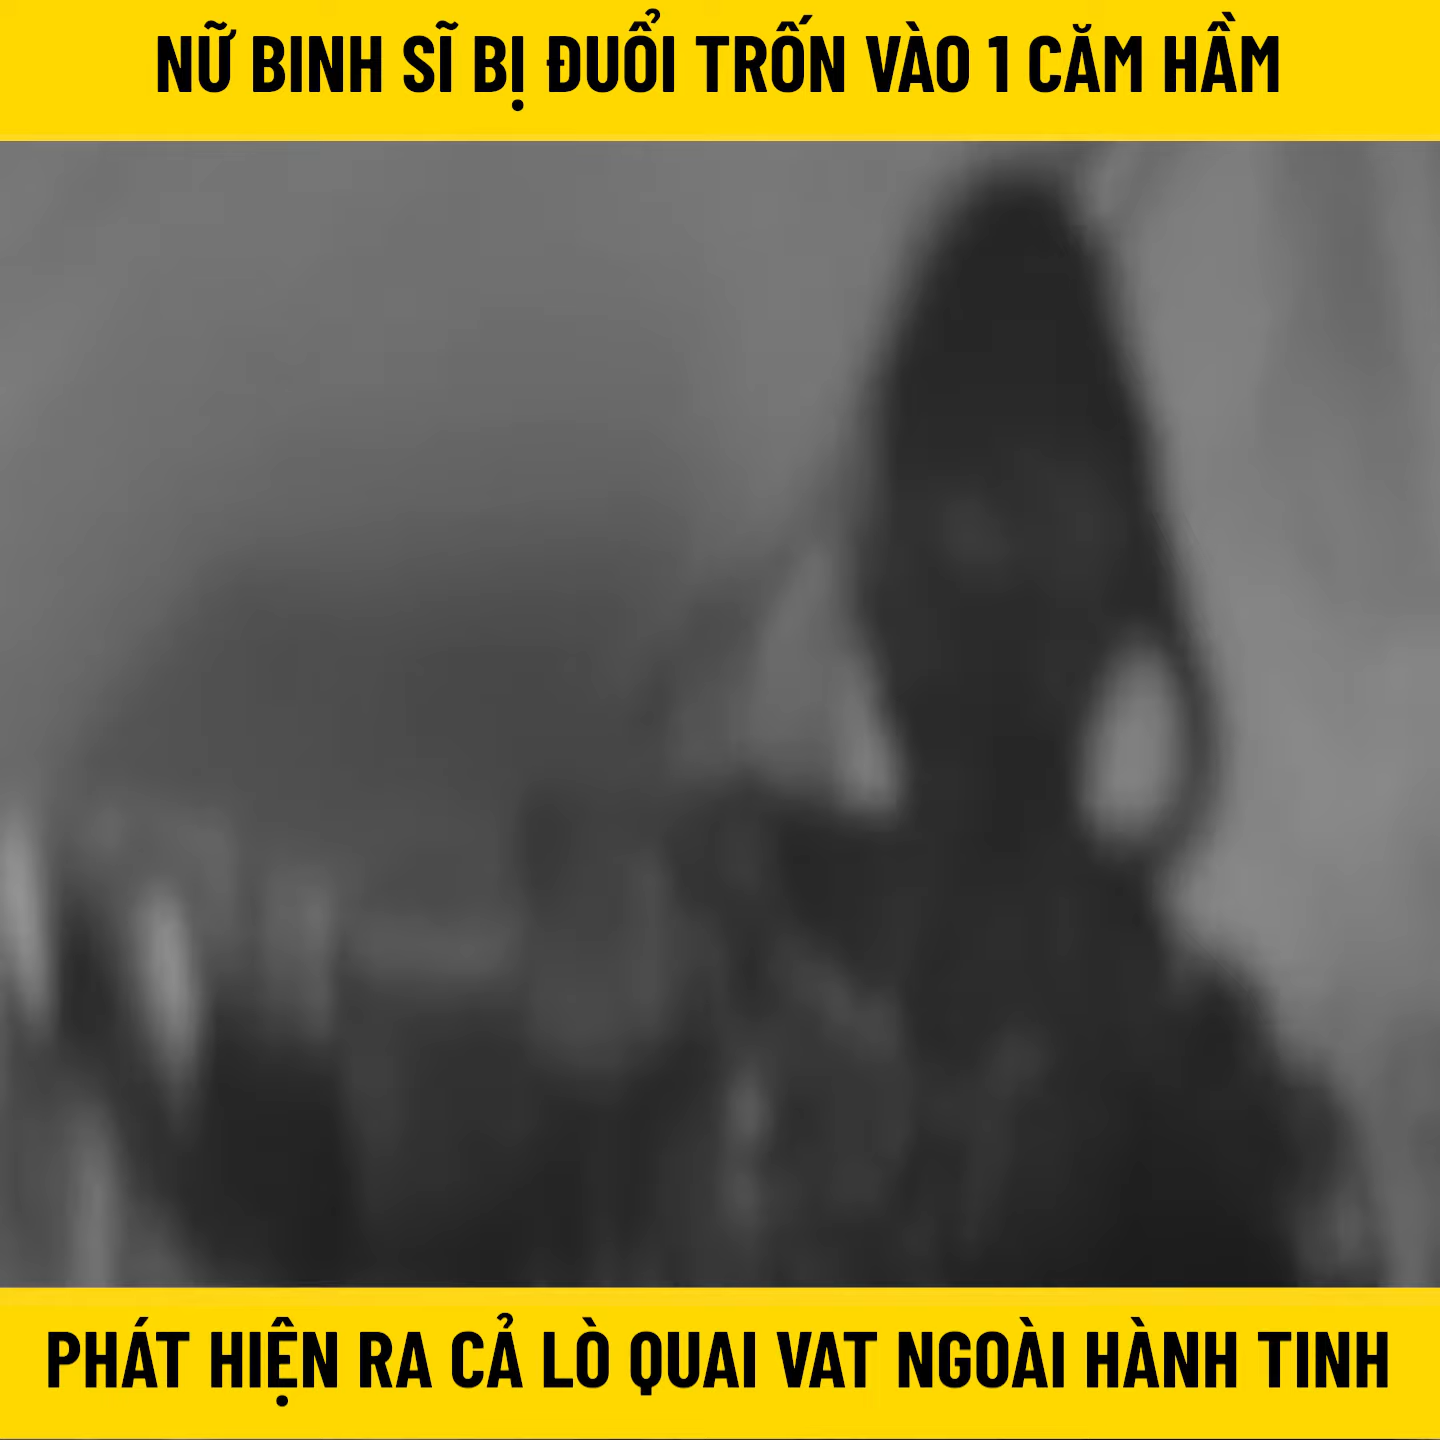 NỮ BINH SĨ BỊ ĐUỔI TRỐN VÀO 1 CĂM HẦM
PHÁT HIỆN RA CẢ LÒ QUAI VAT NGOÀI HÀNH TINH